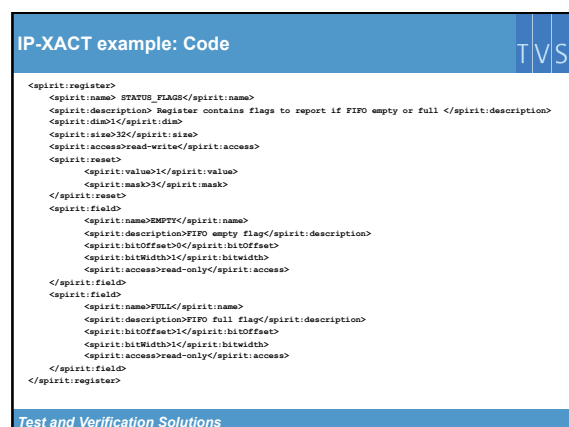 IP-XACT example: Code
TVS
<spirit:register>
<spirit:name> STATUS_FLAGS</spirit:name>
<spirit:description> Register contains flags to report if FIFO empty or full </spirit:description>
<spirit:dim>1</spirit:dim>
<spirit:size>32</spirit:size>
<spirit:access>read-write</spirit:access>
<spirit:reset>
<spirit:value>1</spirit:value>
<spirit:mask>3</spirit:mask>
</spirit:reset>
<spirit:field>
<spirit:name>EMPTY</spirit:name>
<spirit:description>FIFO empty flag</spirit:description>
<spirit:bitOffset>0</spirit:bitOffset>
<spirit:bitWidth>1</spirit:bitwidth>
<spirit:access>read-only</spirit:access>
</spirit:field>
<spirit:field>
<spirit:name>FULL</spirit:name>
<spirit:description>FIFO full flag</spirit:description>
<spirit:bitOffset>1</spirit:bitOffset>
<spirit:bitWidth>1</spirit:bitwidth>
<spirit:access>read-only</spirit:access>
</spirit:field>
</spirit:register>
Test and Verification Solutions